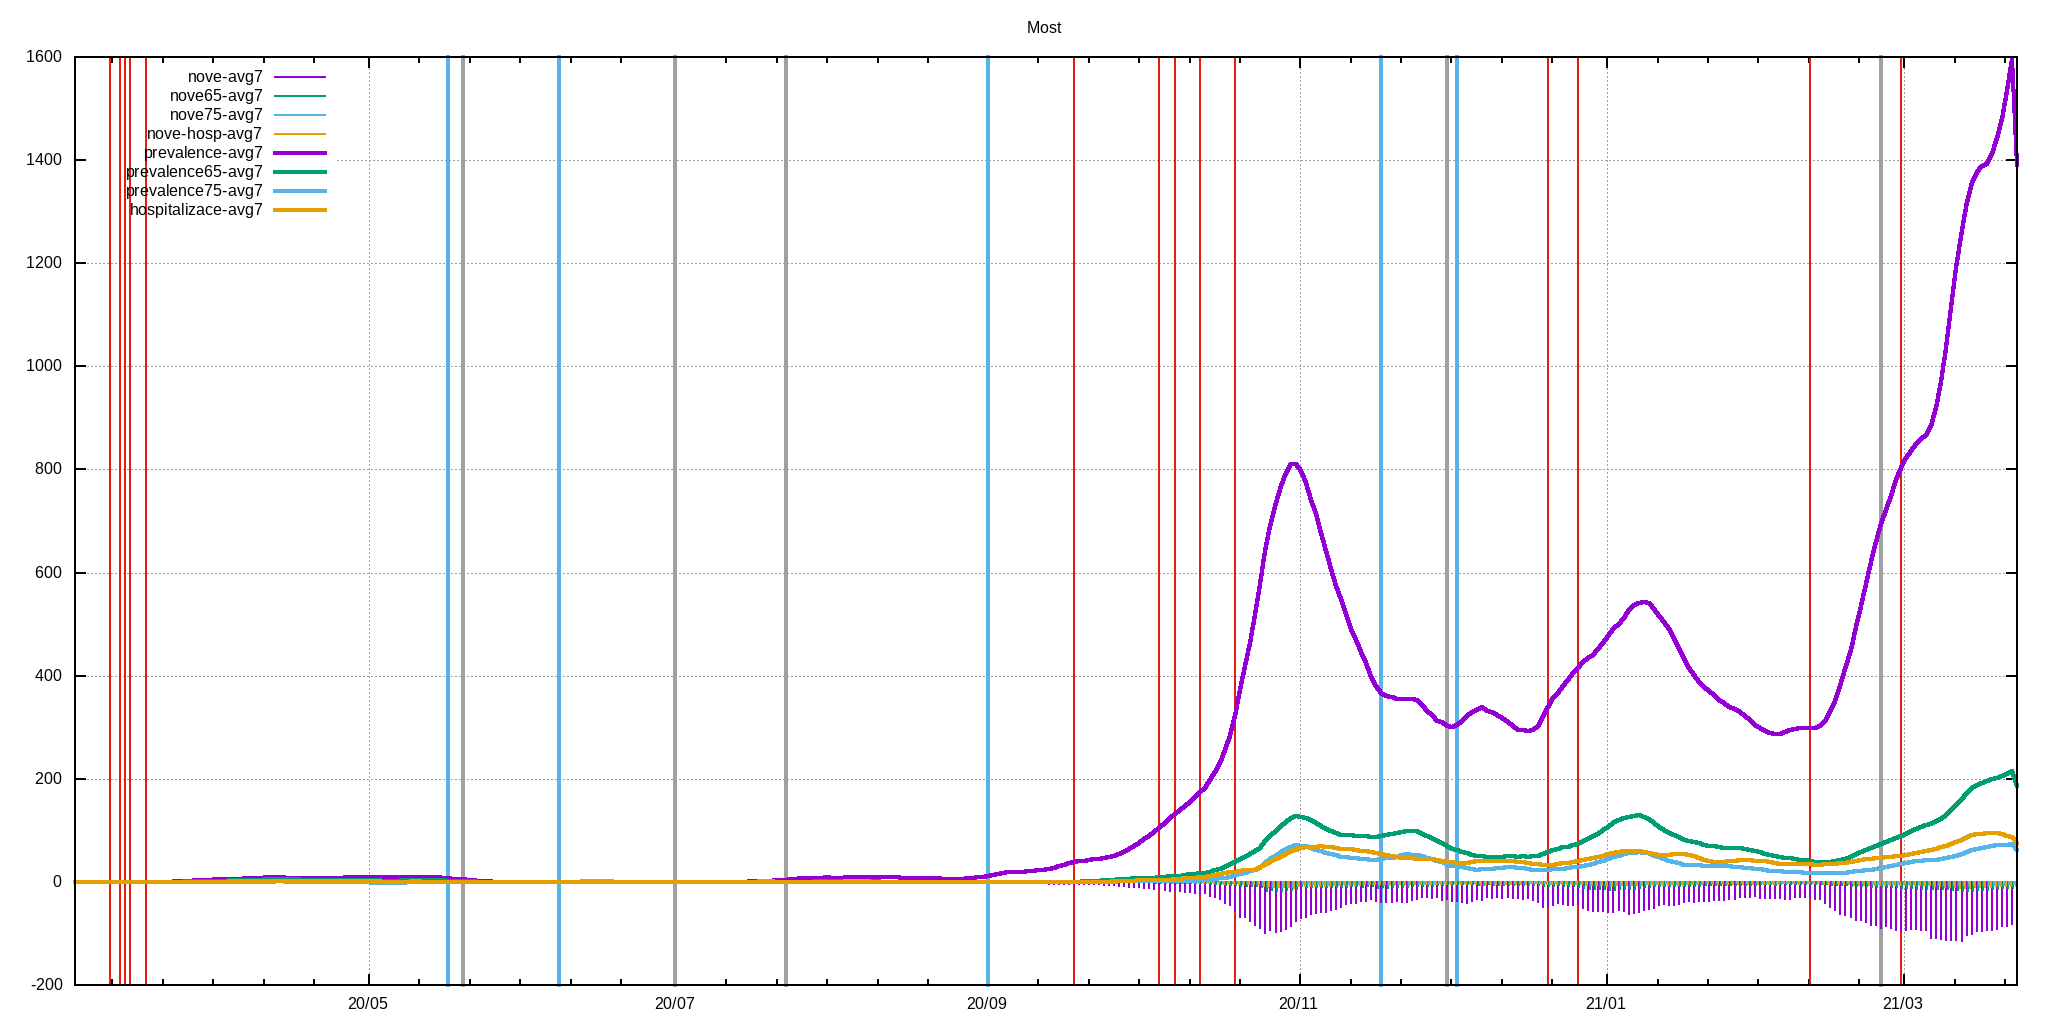 Most
1600
nove-avg7
nove65-avg7
nove75-avg7
nove-hosp-avg7
prevalence-avg7
prevalence65-avg7
prevalence75-avg7
hospitalizace-avg7
1400
1200
1000
800
600
400
200
0
-200
20/05 20/07 20/09 20/11 21/01 21/03